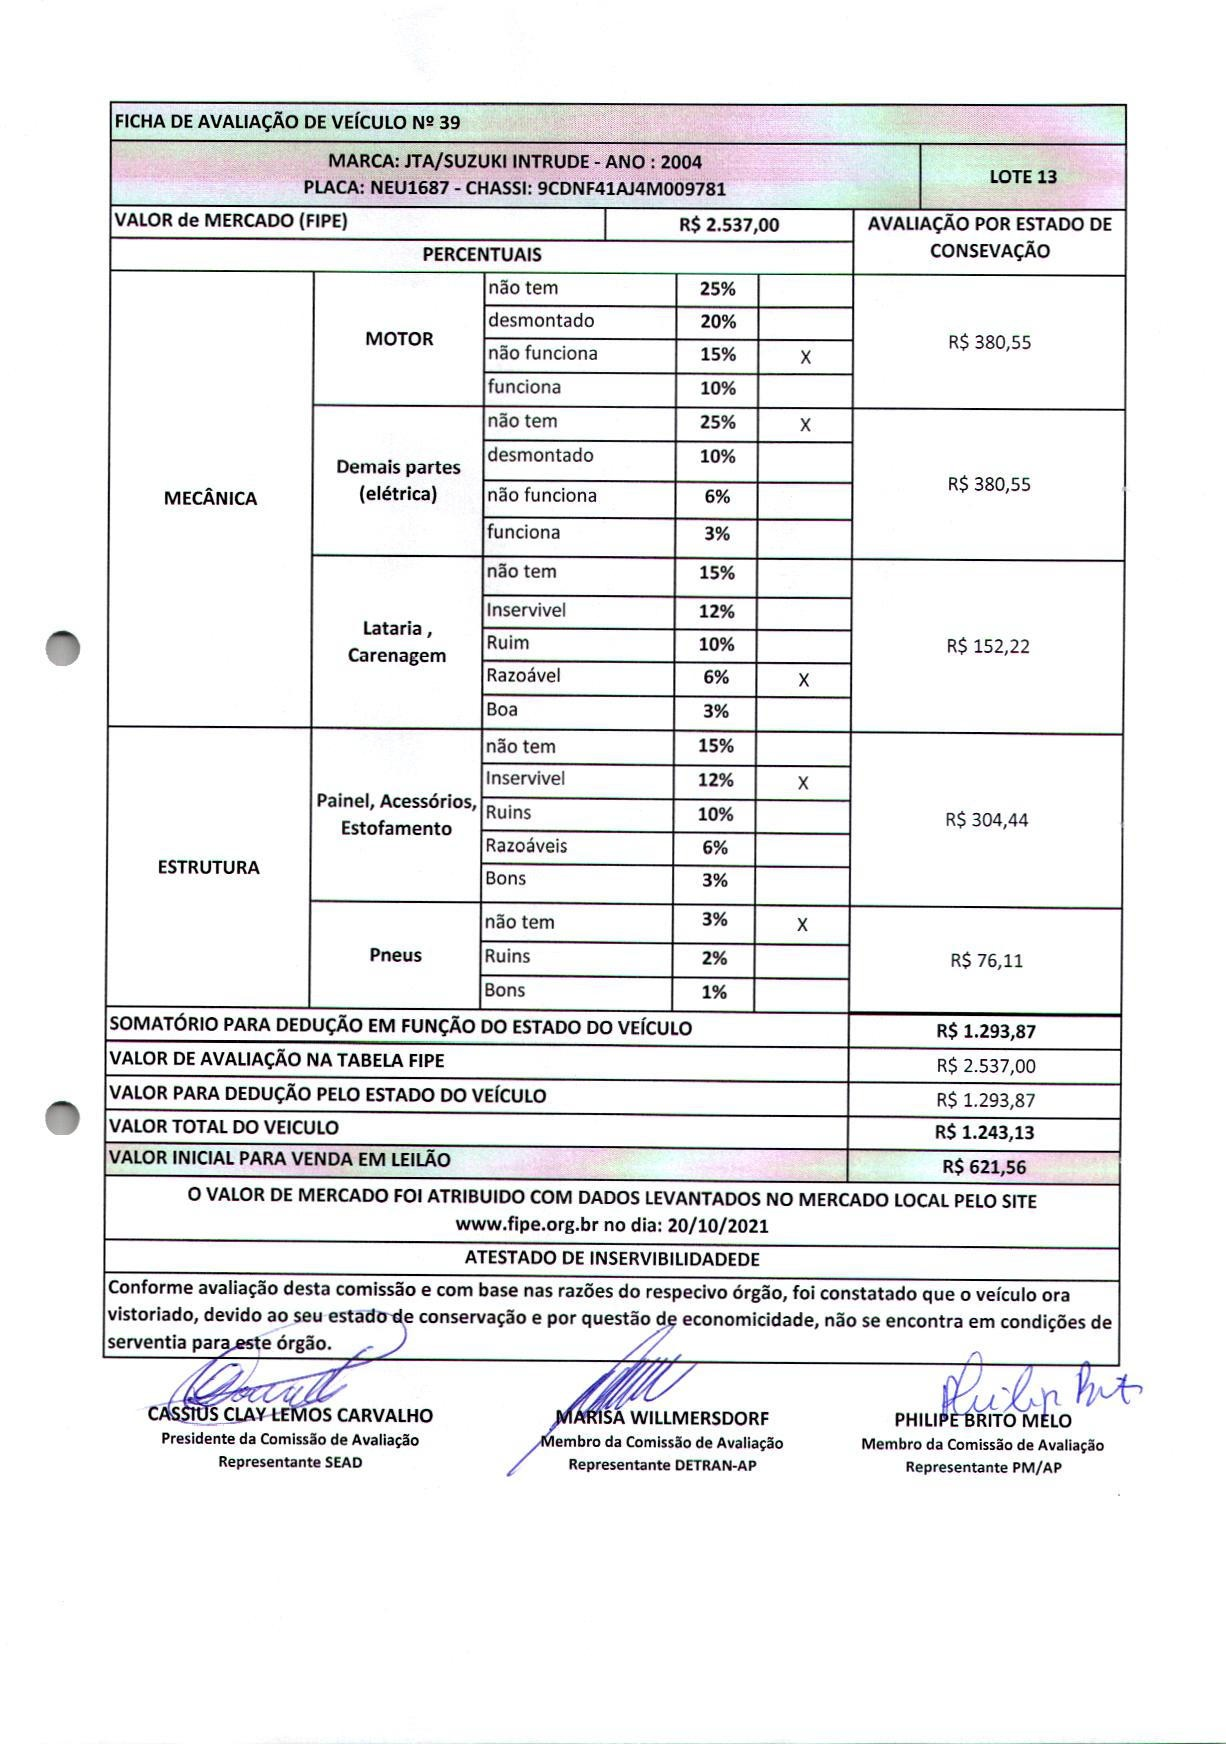 FICHA DE AVALIAÇÃO DE VEÍCULO Nº 39
MARCA: JTA/SUZUKI INTRUDE - ANO : 2004
PLACA: NEU1687 - CHASSI: 9CDNF41AJ4M009781
LOTE 13
VALOR de MERCADO (FIPE)
R$ 2.537,00
AVALIAÇÃO POR ESTADO DE
CONSEVAÇÃO
PERCENTUAIS
MECÂNICA
MOTOR
não tem 25%
desmontado 20%
não funciona 15% X
funciona 10%
R$ 380,55
Demais partes
(elétrica)
não tem 25% X
desmontado 10%
não funciona 6%
funciona 3%
R$ 380,55
Lataria ,
Carenagem
não tem 15%
Inservivel 12%
Ruim 10%
Razoável 6% X
Boa 3%
R$ 152,22
ESTRUTURA
Painel, Acessórios,
Estofamento
não tem 15%
Inservivel 12% X
Ruins 10%
Razoáveis 6%
Bons 3%
R$ 304,44
Pneus
não tem 3% X
Ruins 2%
Bons 1%
R$ 76,11
SOMATÓRIO PARA DEDUÇÃO EM FUNÇÃO DO ESTADO DO VEÍCULO R$ 1.293,87
VALOR DE AVALIAÇÃO NA TABELA FIPE R$ 2.537,00
VALOR PARA DEDUÇÃO PELO ESTADO DO VEÍCULO R$ 1.293,87
VALOR TOTAL DO VEICULO R$ 1.243,13
VALOR INICIAL PARA VENDA EM LEILÃO R$ 621,56
O VALOR DE MERCADO FOI ATRIBUIDO COM DADOS LEVANTADOS NO MERCADO LOCAL PELO SITE
www.fipe.org.br no dia: 20/10/2021
ATESTADO DE INSERVIBILIDADEDE
Conforme avaliação desta comissão e com base nas razões do respecivo órgão, foi constatado que o veículo ora
vistoriado, devido ao seu estado de conservação e por questão de economicidade, não se encontra em condições de
serventia para este órgão.
Philip Brit
CASSIUS CLAY LEMOS CARVALHO
Presidente da Comissão de Avaliação
Representante SEAD
MARISA WILLMERSDORF
Membro da Comissão de Avaliação
Representante DETRAN-AP
PHILIPE BRITO MELO
Membro da Comissão de Avaliação
Representante PM/AP